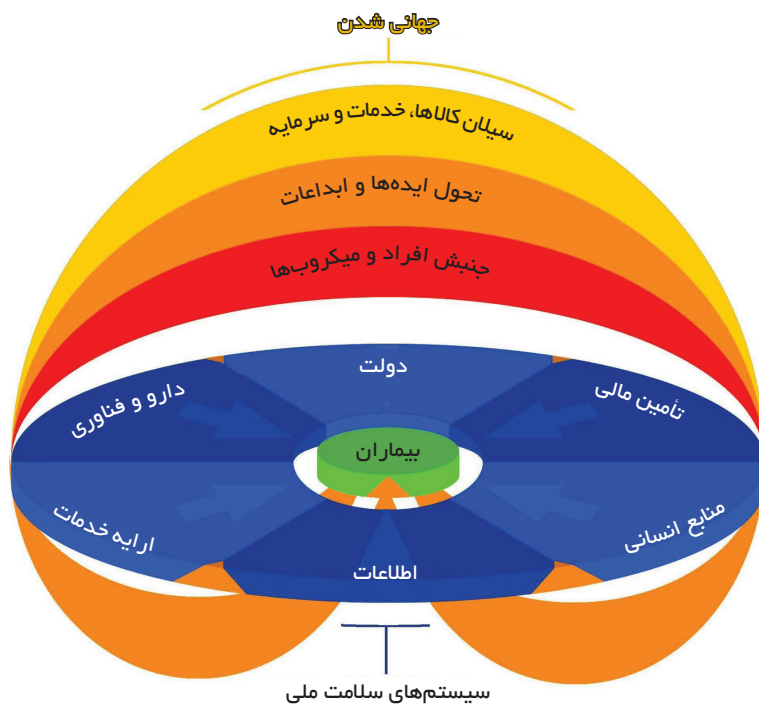 جهانی شدن
سیلان کالاها، خدمات و سرمایه
تحول ایده‌ها و ابداعات
جنبش افراد و میکروب‌ها
دولت
تأمین مالی
دارو و فناوری
بیماران
منابع انسانی
ارایه خدمات
اطلاعات
سیستم‌های سلامت ملی